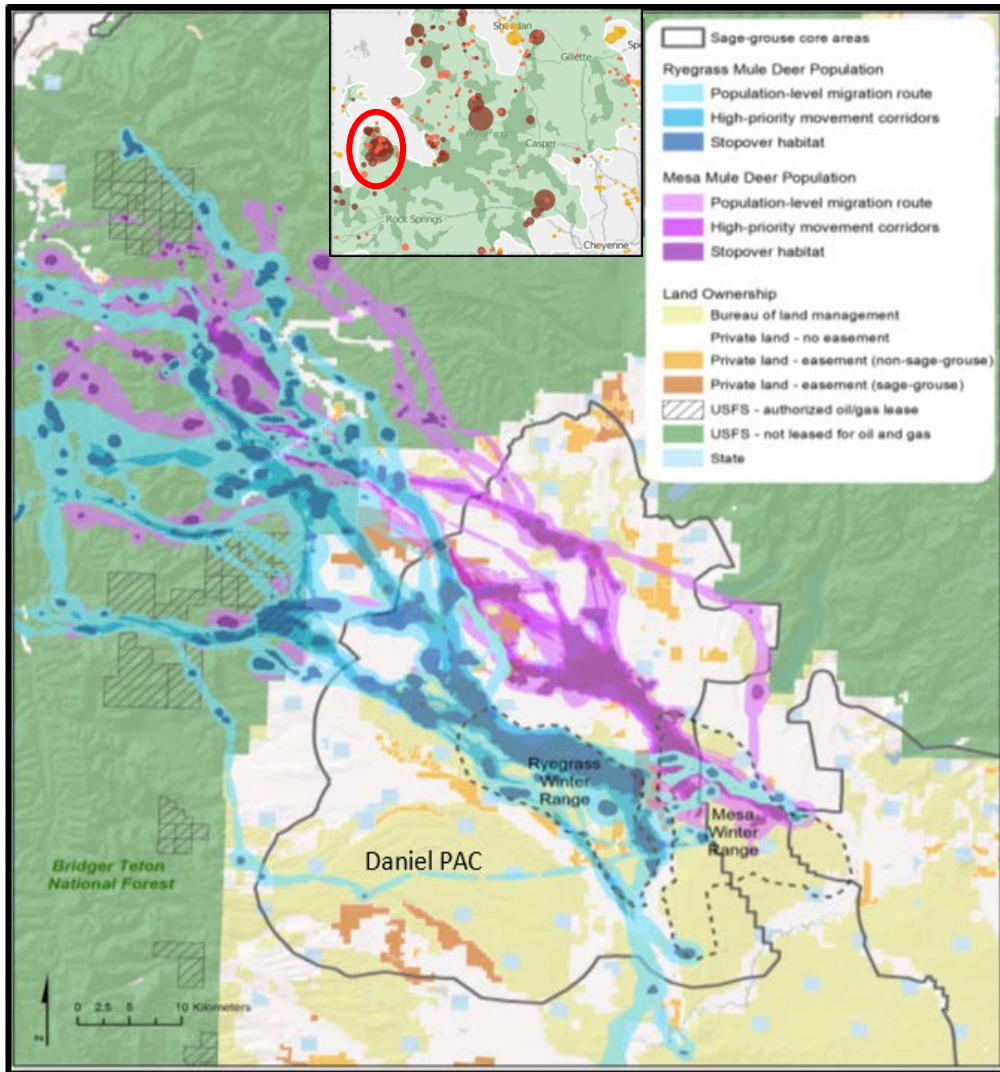 Sheridan
Gillette
Wyoming
Casper
Rock Springs
Cheyenne
Sage-grouse core areas
Ryegrass Mule Deer Population
Population-level migration route
High-priority movement corridors
Stopover habitat
Mesa Mule Deer Population
Population-level migration route
High-priority movement corridors
Stopover habitat
Land Ownership
Bureau of land management
Private land - no easement
Private land - easement (non-sage-grouse)
Private land - easement (sage-grouse)
USFS - authorized oil/gas lease
USFS - not leased for oil and gas
State
Ryegrass
Winter
Range
Mesa
Winter
Range
Daniel PAC
Bridger Teton
National Forest
0 2.5 5 10 Kilometers
N